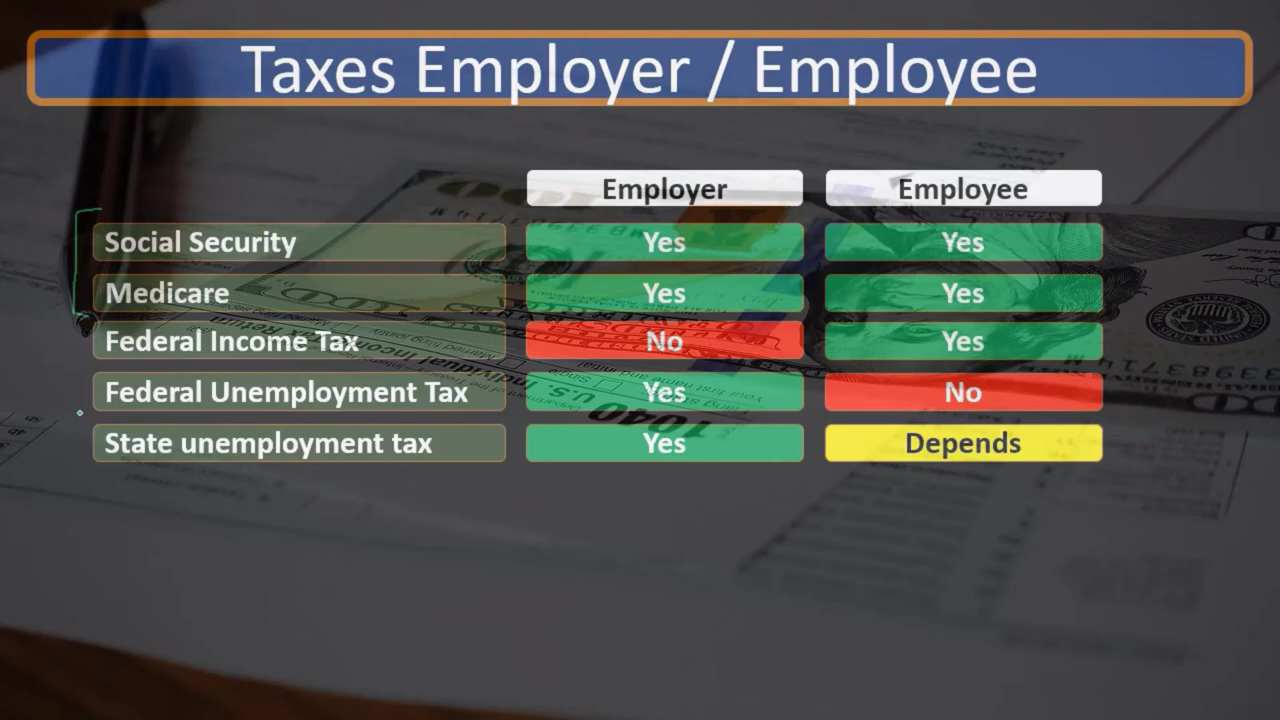 Taxes Employer / Employee
Employer Employee
Social Security Yes Yes
Medicare Yes Yes
Federal Income Tax No Yes
Federal Unemployment Tax Yes No
State unemployment tax Yes Depends
1040